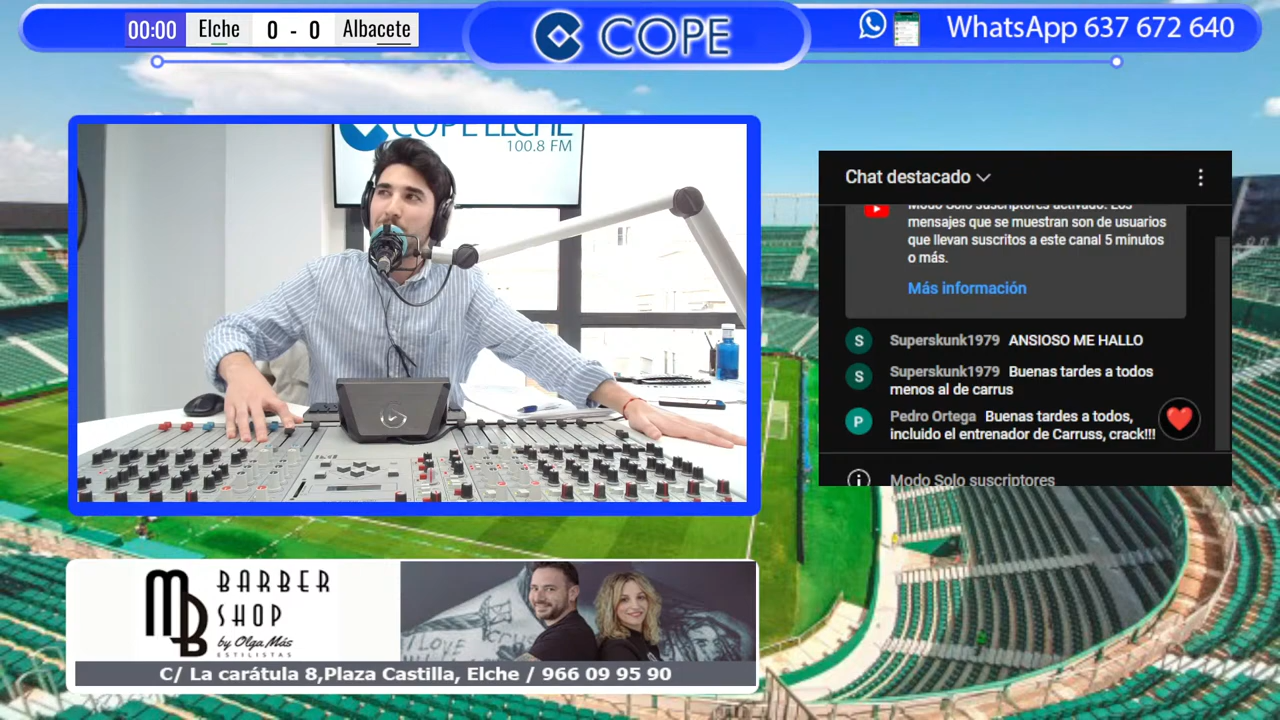 00:00 Elche 0 - 0 Albacete
COPE
WhatsApp 637 672 640
COPE ELCHE
100.8 FM
Chat destacado
Modo Solo suscriptores activado. Los
mensajes que se muestran son de usuarios
que llevan suscritos a este canal 5 minutos
o más.
Más información
S Superskunk1979 ANSIOSO ME HALLO
S Superskunk1979 Buenas tardes a todos
menos al de carrus
P Pedro Ortega Buenas tardes a todos,
incluido el entrenador de Carruss, crack!!!
Modo Solo suscriptores
MB
BARBER
SHOP
by Olga Más
ESTILISTAS
I LOVE
C/ La carátula 8,Plaza Castilla, Elche / 966 09 95 90